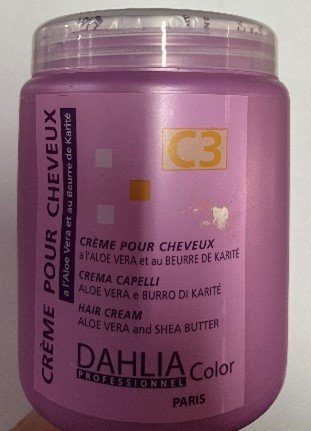 CRÈME POUR CHEVEUX
a l'Aloe Vera et au Beurre de Karité
C3
CRÈME POUR CHEVEUX
a l'ALOE VERA et au BEURRE DE KARITÉ
CREMA CAPELLI
ALOE VERA e BURRO DI KARITÉ
HAIR CREAM
ALOE VERA and SHEA BUTTER
DAHLIA Color
PROFESSIONNEL
PARIS